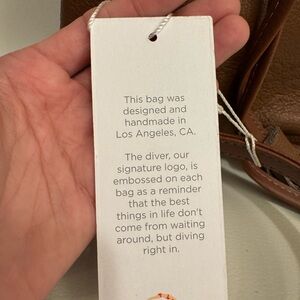 This bag was
designed and
handmade in
Los Angeles, CA.
The diver, our
signature logo, is
embossed on each
bag as a reminder
that the best
things in life don't
come from waiting
around, but diving
right in.